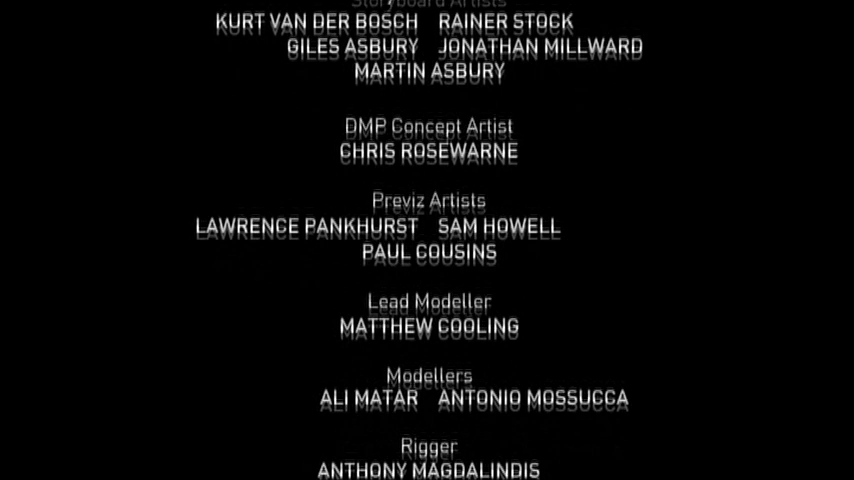 Storyboard Artists
KURT VAN DER BOSCH RAINER STOCK
GILES ASBURY JONATHAN MILLWARD
MARTIN ASBURY
DMP Concept Artist
CHRIS ROSEWARNE
Previz Artists
LAWRENCE PANKHURST SAM HOWELL
PAUL COUSINS
Lead Modeller
MATTHEW COOLING
Modellers
ALI MATAR ANTONIO MOSSUCCA
Rigger
ANTHONY MAGDALINDIS